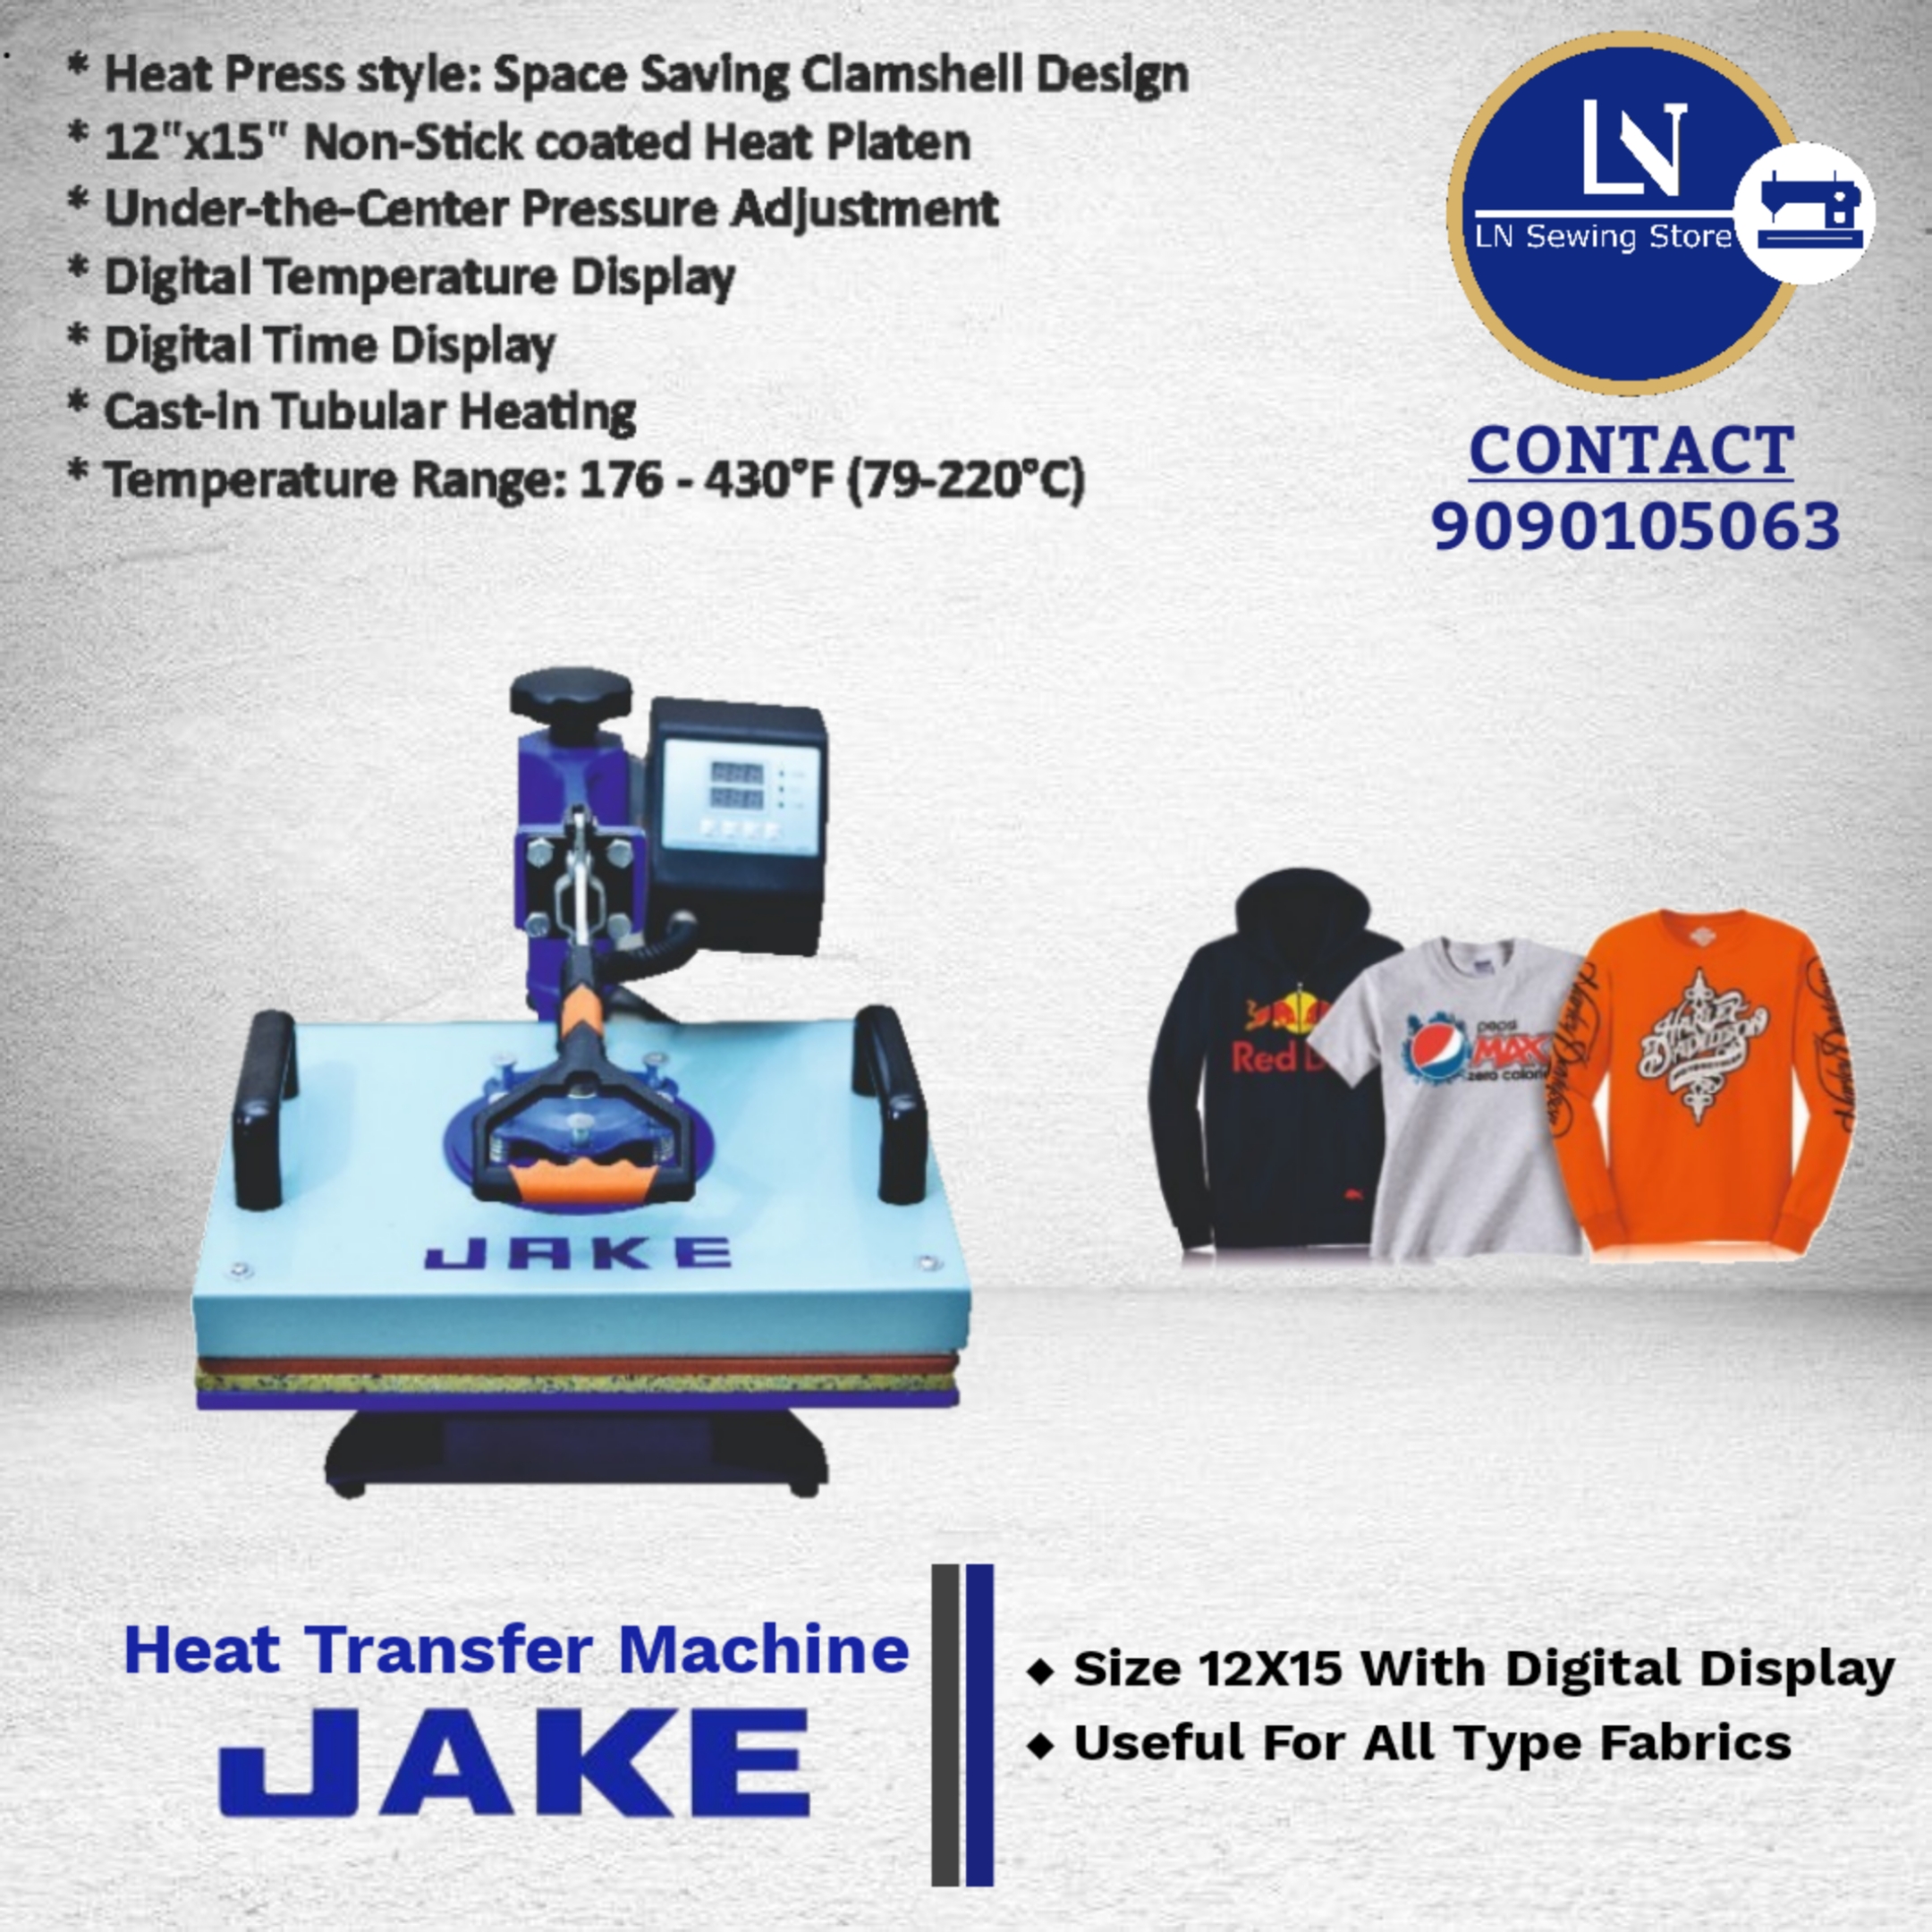 * Heat Press style: Space Saving Clamshell Design
* 12"x15" Non-Stick coated Heat Platen
* Under-the-Center Pressure Adjustment
* Digital Temperature Display
* Digital Time Display
* Cast-in Tubular Heating
* Temperature Range: 176 - 430°F (79-220°C)
LN
LN Sewing Store
CONTACT
9090105063
Red
pepsi
MAX
zero calorie
HARLEY
DAVIDSON
JAKE
Heat Transfer Machine
JAKE
◆ Size 12X15 With Digital Display
◆ Useful For All Type Fabrics